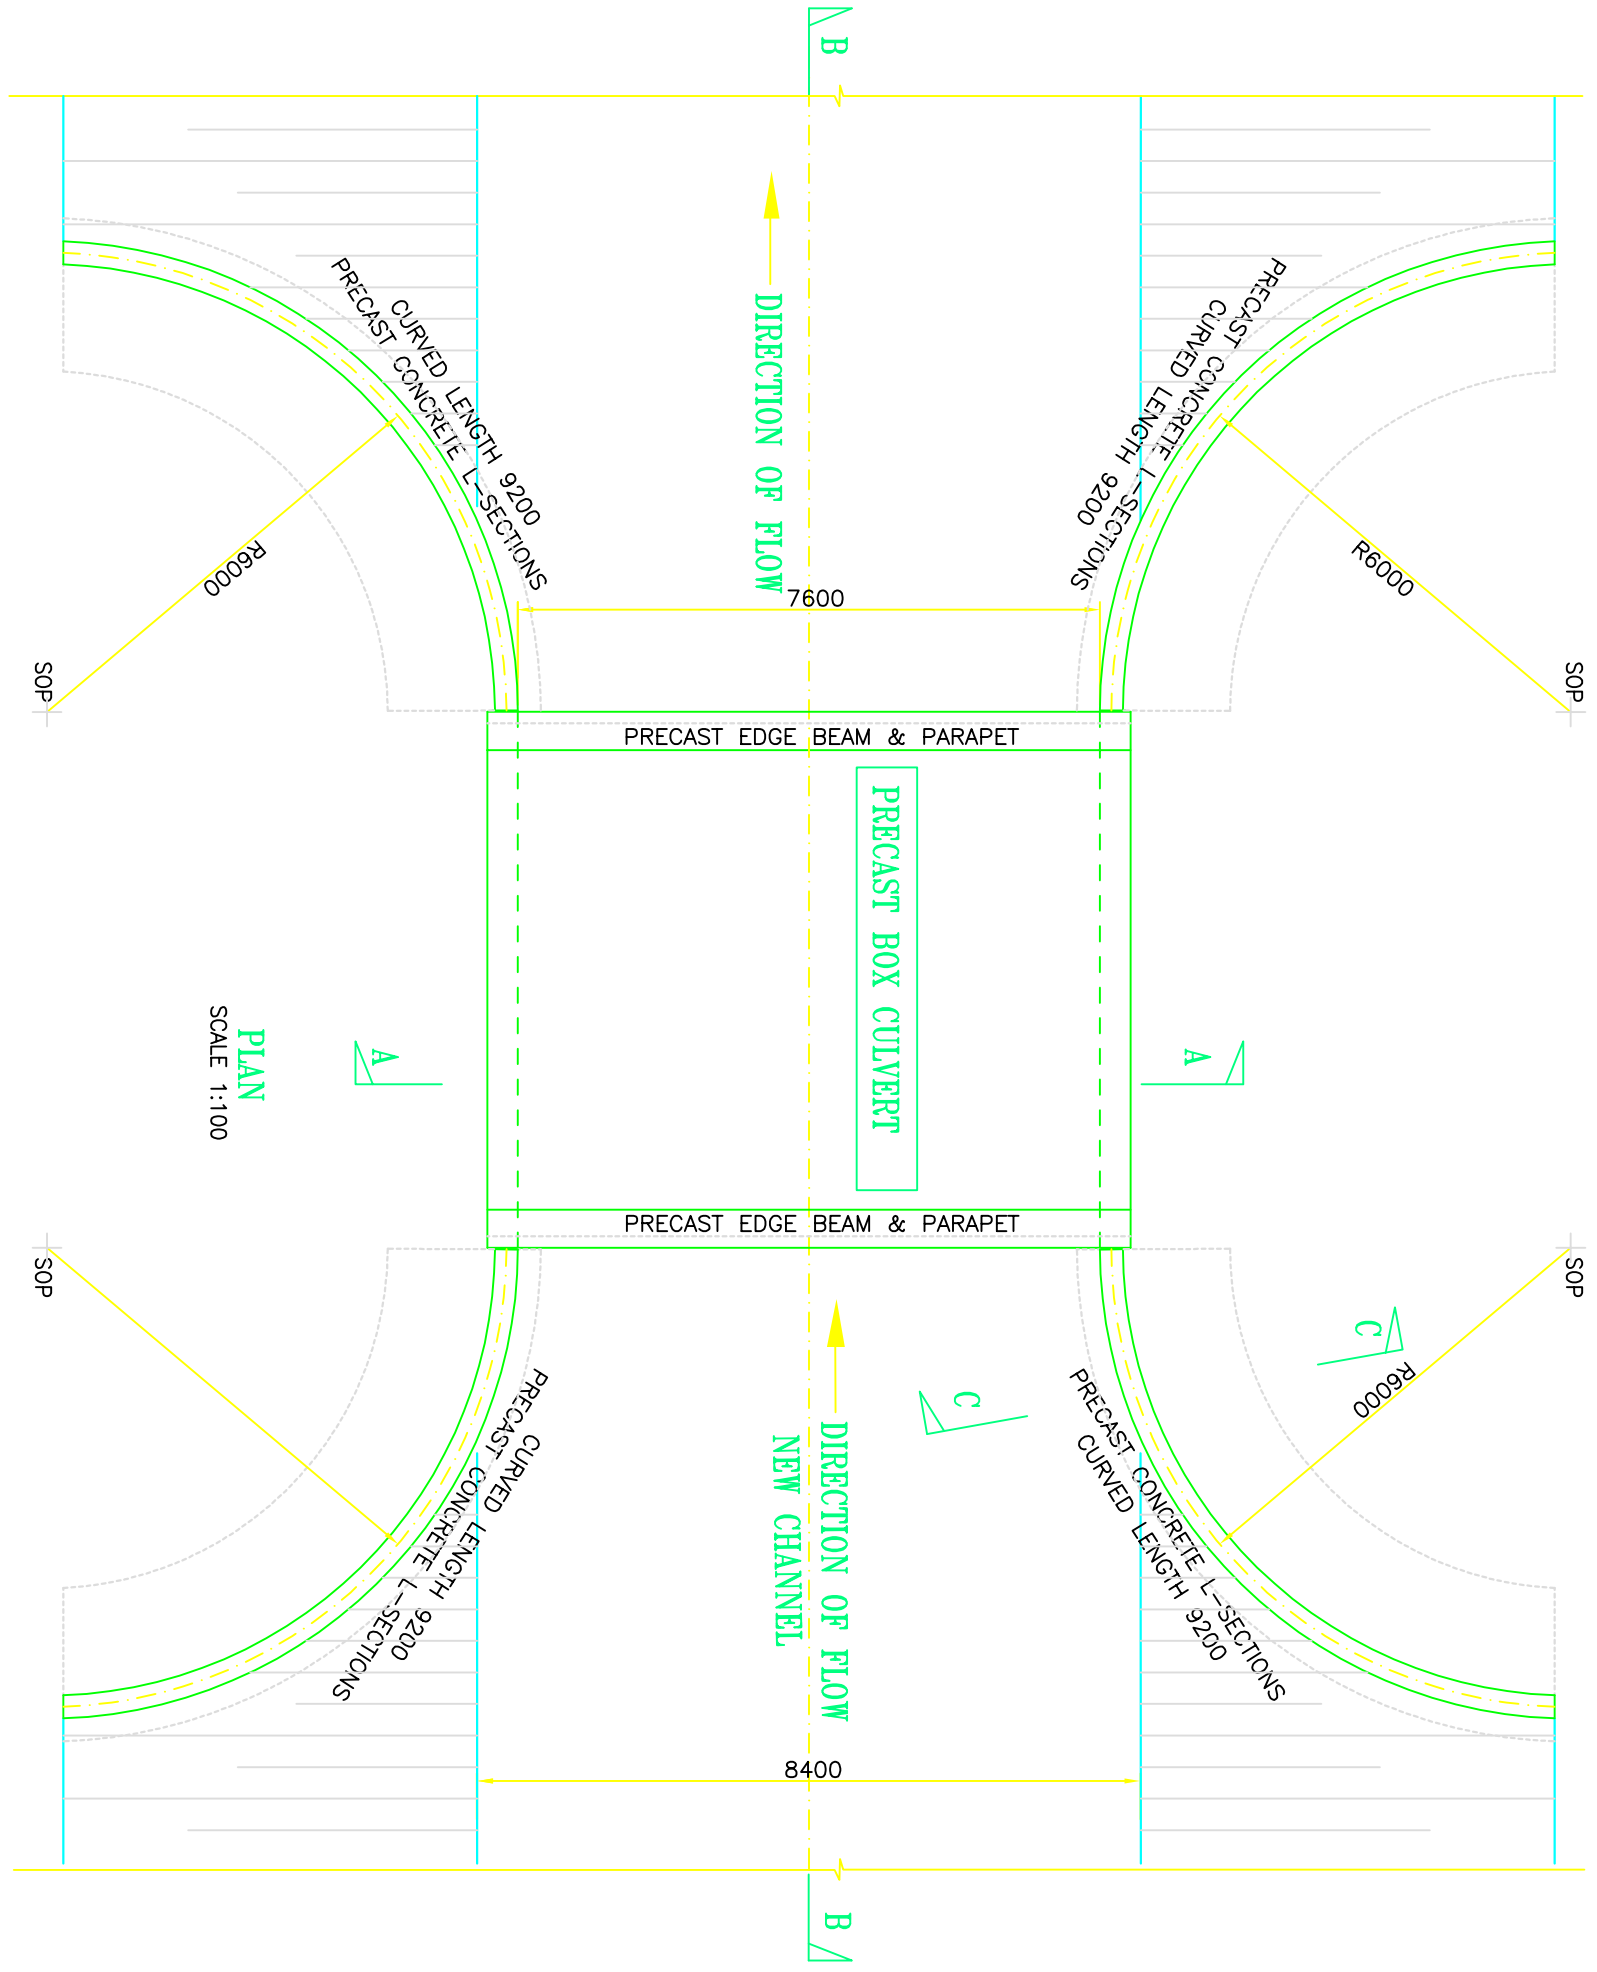 B
PRECAST CONCRETE L-SECTIONS
CURVED LENGTH 9200
PRECAST CONCRETE L-SECTIONS
CURVED LENGTH 9200
DIRECTION OF FLOW
R6000
R6000
7600
SOP
SOP
PRECAST EDGE BEAM & PARAPET
PRECAST BOX CULVERT
A
A
PLAN
SCALE 1:100
PRECAST EDGE BEAM & PARAPET
SOP
SOP
C
C
R6000
DIRECTION OF FLOW
NEW CHANNEL
PRECAST CONCRETE L-SECTIONS
CURVED LENGTH 9200
PRECAST CONCRETE L-SECTIONS
CURVED LENGTH 9200
8400
B